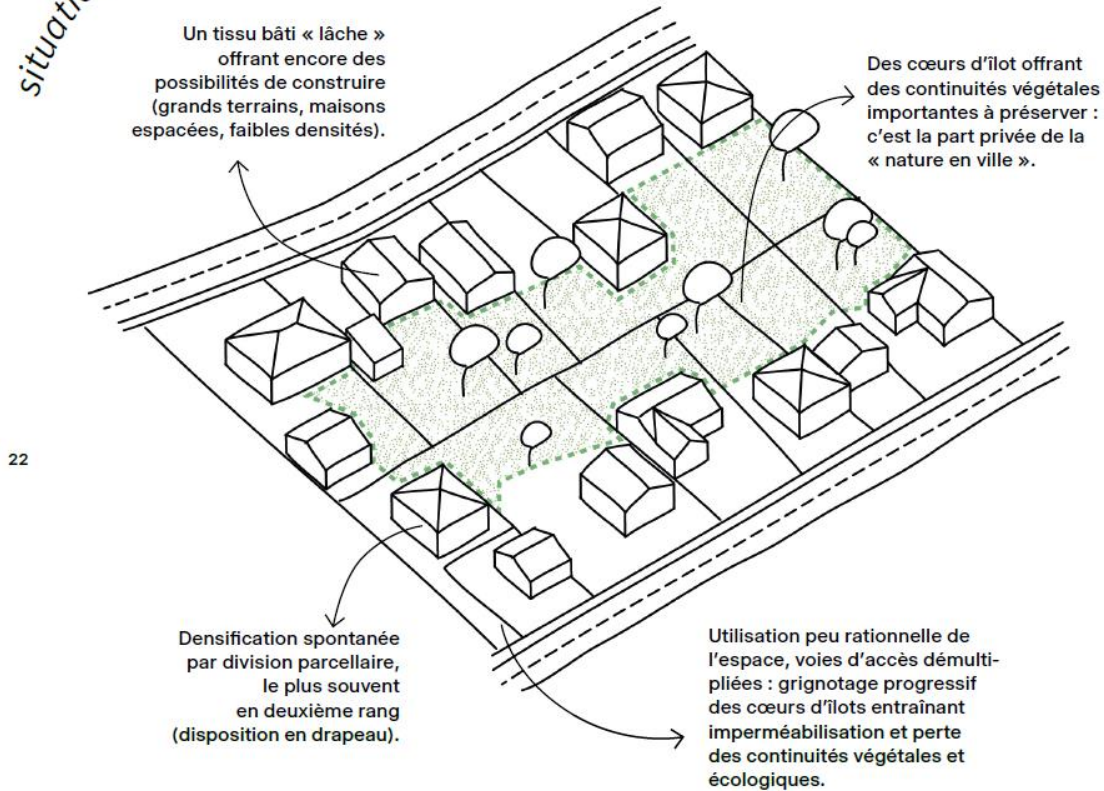 Un tissu bâti « lâche »
offrant encore des
possibilités de construire
(grands terrains, maisons
espacées, faibles densités).
Des cœurs d’îlot offrant
des continuités végétales
importantes à préserver :
c’est la part privée de la
« nature en ville ».
22
Densification spontanée
par division parcellaire,
le plus souvent
en deuxième rang
(disposition en drapeau).
Utilisation peu rationnelle de
l’espace, voies d’accès démulti-
pliées : grignotage progressif
des cœurs d’îlots entraînant
imperméabilisation et perte
des continuités végétales et
écologiques.